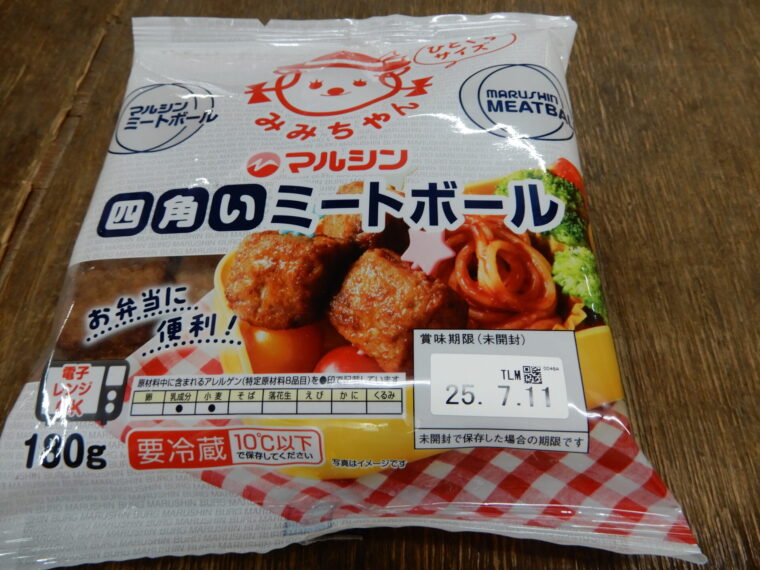 ひとくち
サイズ
マルシン
ミートボール
MARUSHIN
MEATBAL
みみちゃん
マルシン
四角いミートボール
お弁当に
便利!
電子
レンジ
OK
原材料中に含まれるアレルゲン(特定原材料8品目)を●印で記載しています
卵 乳成分 小麦 そば 落花生 えび かに くるみ
● ●
180g
要冷蔵 10℃以下
で保存してください
写真はイメージです
賞味期限(未開封)
TLM
25. 7.11
未開封で保存した場合の期限です